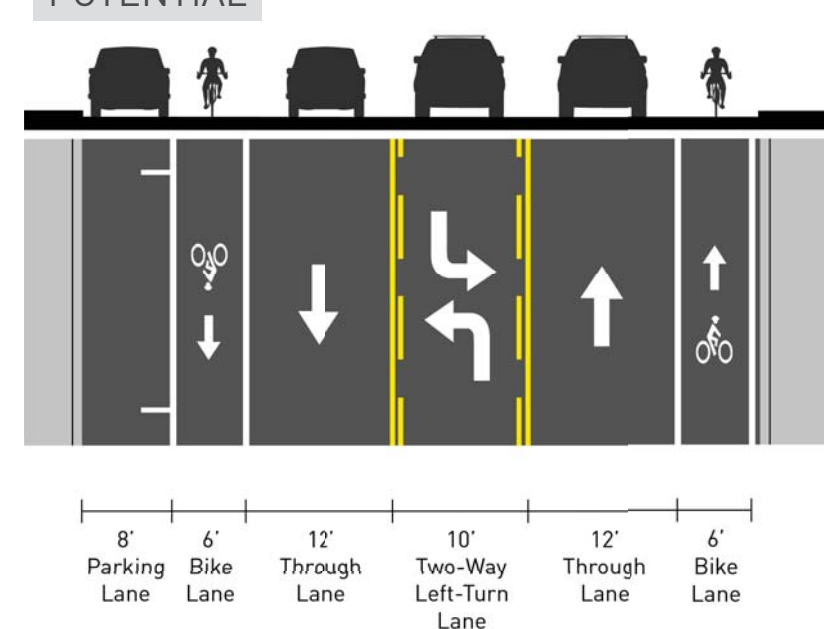 POTENTIAL
8' 6' 12' 10' 12' 6'
Parking Bike Through Two-Way Through Bike
Lane Lane Lane Left-Turn Lane Lane
Lane